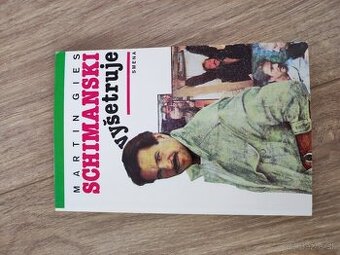 MARTIN GIES
SCHIMANSKI
vyšetruje
SMENA